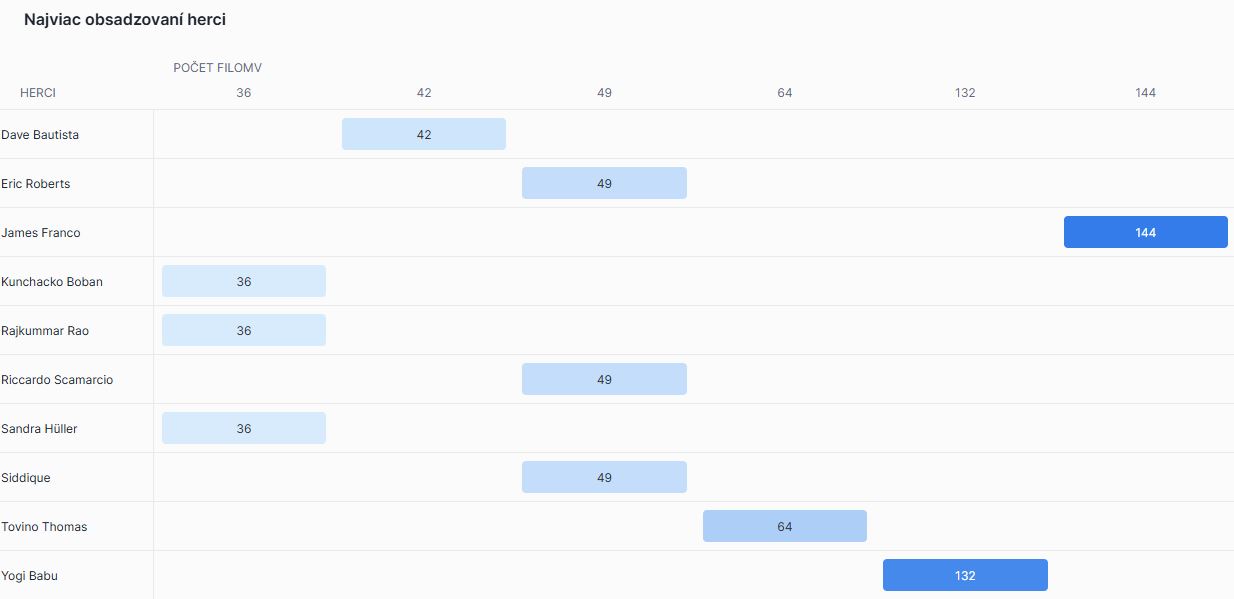 Najviac obsadzovaní herci
POČET FILOMV
HERCI 36 42 49 64 132 144
Dave Bautista 42
Eric Roberts 49
James Franco 144
Kunchacko Boban 36
Rajkummar Rao 36
Riccardo Scamarcio 49
Sandra Hüller 36
Siddique 49
Tovino Thomas 64
Yogi Babu 132